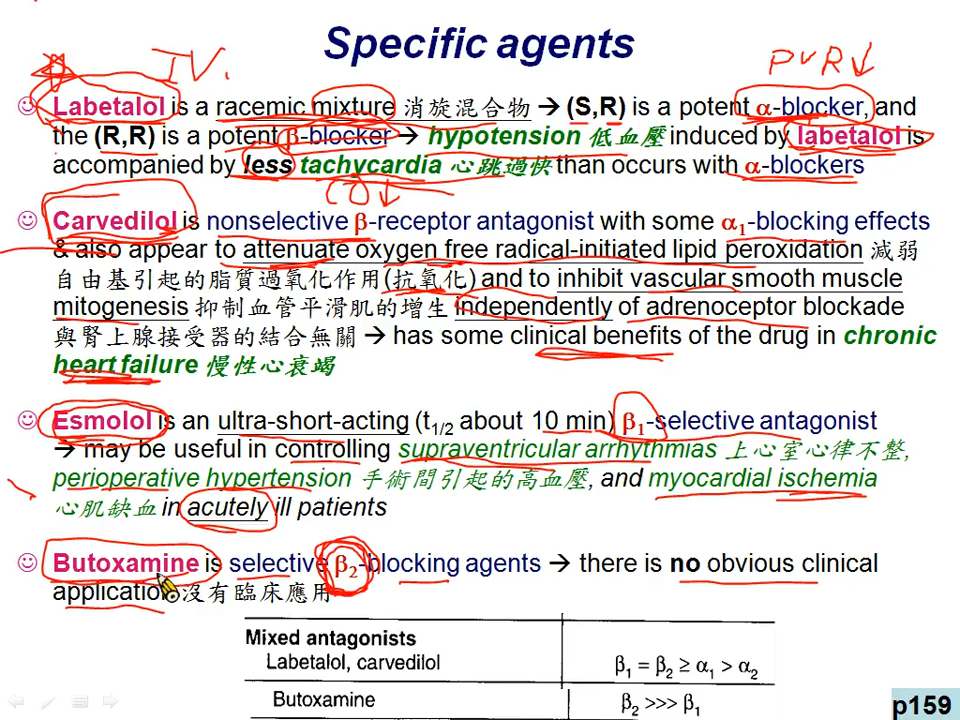 Specific agents
IV.
PVR↓
☺ Labetalol is a racemic mixture 消旋混合物 ➔ (S,R) is a potent α-blocker, and
the (R,R) is a potent β-blocker ➔ hypotension 低血壓 induced by labetalol is
accompanied by less tachycardia 心跳過快 than occurs with α-blockers
CO↓
☺ Carvedilol is nonselective β-receptor antagonist with some α1-blocking effects
& also appear to attenuate oxygen free radical-initiated lipid peroxidation 減弱
自由基引起的脂質過氧化作用(抗氧化) and to inhibit vascular smooth muscle
mitogenesis 抑制血管平滑肌的增生 independently of adrenoceptor blockade
與腎上腺接受器的結合無關 ➔ has some clinical benefits of the drug in chronic
heart failure 慢性心衰竭
☺ Esmolol is an ultra-short-acting (t1/2 about 10 min) β1-selective antagonist
➔ may be useful in controlling supraventricular arrhythmias 上心室心律不整,
perioperative hypertension 手術間引起的高血壓, and myocardial ischemia
心肌缺血 in acutely ill patients
☺ Butoxamine is selective β2-blocking agents ➔ there is no obvious clinical
application 沒有臨床應用
Mixed antagonists
Labetalol, carvedilol β1 = β2 ≥ α1 > α2
Butoxamine β2 >>> β1
p159